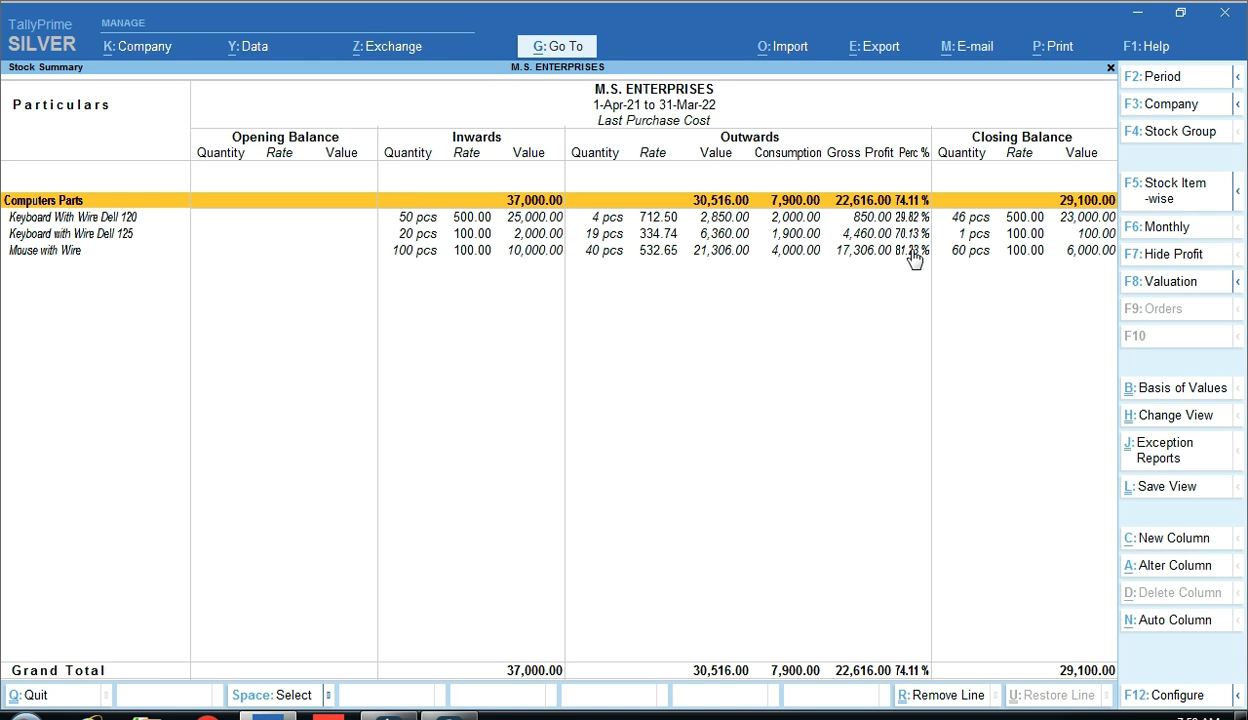 TallyPrime
SILVER
MANAGE
K: Company Y: Data Z: Exchange G: Go To O: Import E: Export M: E-mail P: Print F1: Help
Stock Summary M.S. ENTERPRISES
M.S. ENTERPRISES
Particulars 1-Apr-21 to 31-Mar-22
Last Purchase Cost
Opening Balance Inwards Outwards Closing Balance
Quantity Rate Value Quantity Rate Value Quantity Rate Value Consumption Gross Profit Perc % Quantity Rate Value
Computers Parts 37,000.00 30,516.00 7,900.00 22,616.00 74.11 % 29,100.00
Keyboard With Wire Dell 120 50 pcs 500.00 25,000.00 4 pcs 712.50 2,850.00 2,000.00 850.00 29.82 % 46 pcs 500.00 23,000.00
Keyboard with Wire Dell 125 20 pcs 100.00 2,000.00 19 pcs 334.74 6,360.00 1,900.00 4,460.00 70.13 % 1 pcs 100.00 100.00
Mouse with Wire 100 pcs 100.00 10,000.00 40 pcs 532.65 21,306.00 4,000.00 17,306.00 60 pcs 100.00 6,000.00
Grand Total 37,000.00 30,516.00 7,900.00 22,616.00 74.11 % 29,100.00
F2: Period
F3: Company
F4: Stock Group
F5: Stock Item
-wise
F6: Monthly
F7: Hide Profit
F8: Valuation
F9: Orders
F10
B: Basis of Values
H: Change View
J: Exception
Reports
L: Save View
C: New Column
A: Alter Column
D: Delete Column
N: Auto Column
Q: Quit Space: Select R: Remove Line U: Restore Line F12: Configure